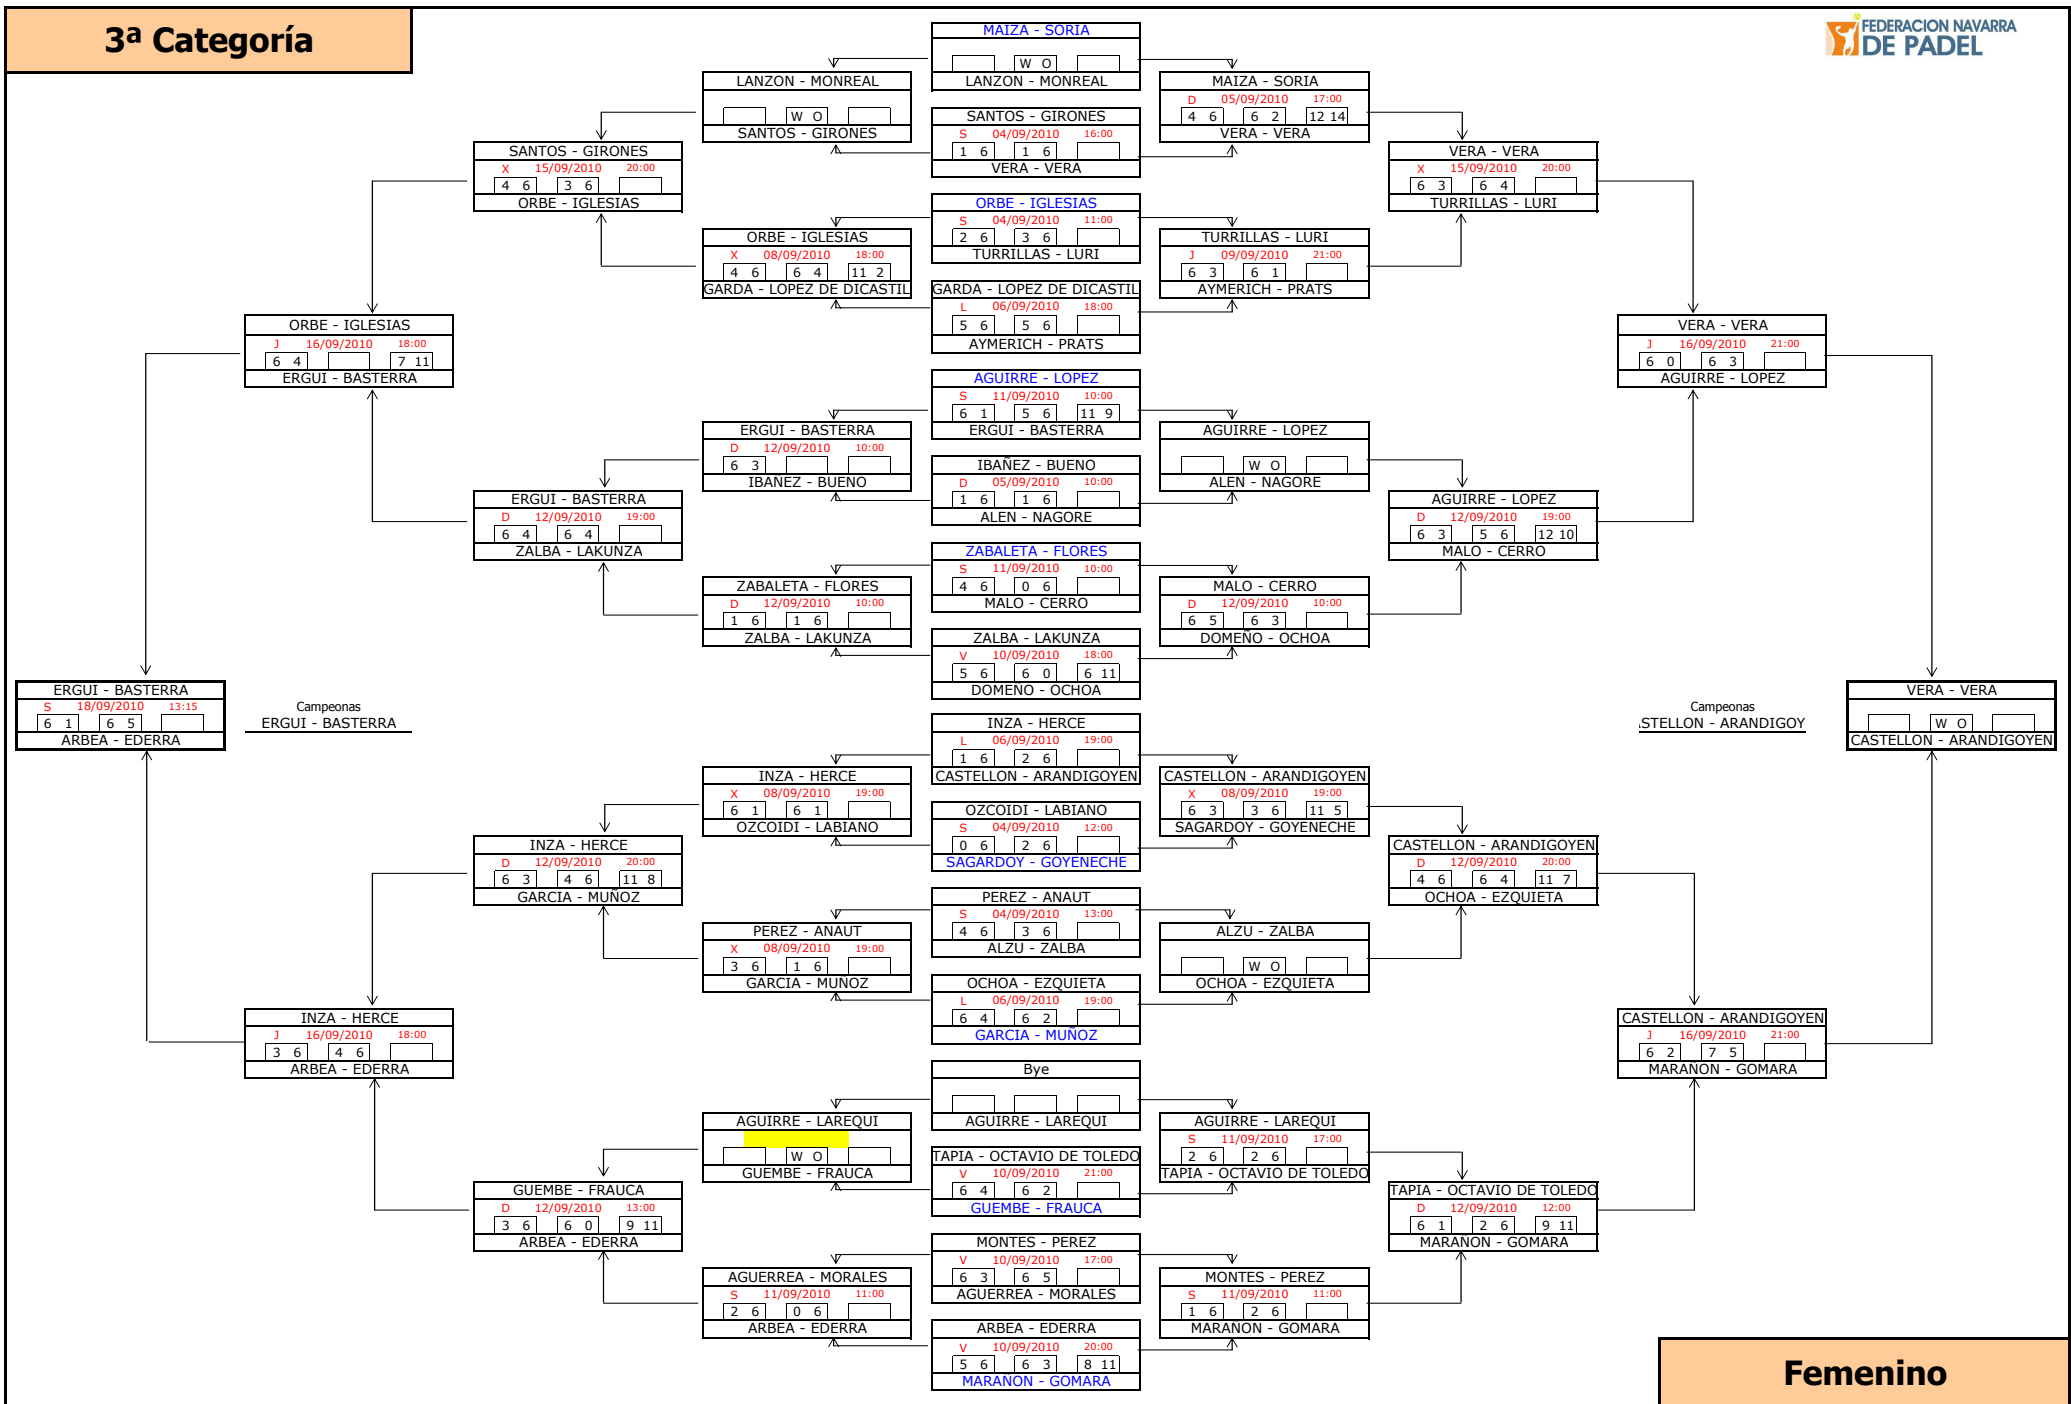 3ª Categoría
FEDERACION NAVARRA
DE PADEL
MAIZA - SORIA
W O
LANZON - MONREAL
SANTOS - GIRONES
S 04/09/2010 16:00
1 6 1 6
VERA - VERA
ORBE - IGLESIAS
S 04/09/2010 11:00
2 6 3 6
TURRILLAS - LURI
GARDA - LOPEZ DE DICASTIL
L 06/09/2010 18:00
5 6 5 6
AYMERICH - PRATS
AGUIRRE - LOPEZ
S 11/09/2010 10:00
6 1 5 6 11 9
ERGUI - BASTERRA
IBAÑEZ - BUENO
D 05/09/2010 10:00
1 6 1 6
ALEN - NAGORE
ZABALETA - FLORES
S 11/09/2010 10:00
4 6 0 6
MALO - CERRO
ZALBA - LAKUNZA
V 10/09/2010 18:00
5 6 6 0 6 11
DOMEÑO - OCHOA
INZA - HERCE
L 06/09/2010 19:00
1 6 2 6
CASTELLON - ARANDIGOYEN
OZCOIDI - LABIANO
S 04/09/2010 12:00
0 6 2 6
SAGARDOY - GOYENECHE
PEREZ - ANAUT
S 04/09/2010 13:00
4 6 3 6
ALZU - ZALBA
OCHOA - EZQUIETA
L 06/09/2010 19:00
6 4 6 2
GARCIA - MUÑOZ
Bye
AGUIRRE - LAREQUI
TAPIA - OCTAVIO DE TOLEDO
V 10/09/2010 21:00
6 4 6 2
GUEMBE - FRAUCA
MONTES - PEREZ
V 10/09/2010 17:00
6 3 6 5
AGUERREA - MORALES
ARBEA - EDERRA
V 10/09/2010 20:00
5 6 6 3 8 11
MARAÑON - GOMARA
LANZON - MONREAL
W O
SANTOS - GIRONES
ORBE - IGLESIAS
X 08/09/2010 18:00
4 6 6 4 11 2
GARDA - LOPEZ DE DICASTIL
ERGUI - BASTERRA
D 12/09/2010 10:00
6 3
IBAÑEZ - BUENO
ZABALETA - FLORES
D 12/09/2010 10:00
1 6 1 6
ZALBA - LAKUNZA
INZA - HERCE
X 08/09/2010 19:00
6 1 6 1
OZCOIDI - LABIANO
PEREZ - ANAUT
X 08/09/2010 19:00
3 6 1 6
GARCIA - MUÑOZ
AGUIRRE - LAREQUI
W O
GUEMBE - FRAUCA
AGUERREA - MORALES
S 11/09/2010 11:00
2 6 0 6
ARBEA - EDERRA
SANTOS - GIRONES
X 15/09/2010 20:00
4 6 3 6
ORBE - IGLESIAS
ERGUI - BASTERRA
D 12/09/2010 19:00
6 4 6 4
ZALBA - LAKUNZA
INZA - HERCE
D 12/09/2010 20:00
6 3 4 6 11 8
GARCIA - MUÑOZ
GUEMBE - FRAUCA
D 12/09/2010 13:00
3 6 6 0 9 11
ARBEA - EDERRA
ORBE - IGLESIAS
J 16/09/2010 18:00
6 4 7 11
ERGUI - BASTERRA
INZA - HERCE
J 16/09/2010 18:00
3 6 4 6
ARBEA - EDERRA
ERGUI - BASTERRA
S 18/09/2010 13:15
6 1 6 5
ARBEA - EDERRA
Campeonas
ERGUI - BASTERRA
MAIZA - SORIA
D 05/09/2010 17:00
4 6 6 2 12 14
VERA - VERA
TURRILLAS - LURI
J 09/09/2010 21:00
6 3 6 1
AYMERICH - PRATS
AGUIRRE - LOPEZ
W O
ALEN - NAGORE
MALO - CERRO
D 12/09/2010 10:00
6 5 6 3
DOMEÑO - OCHOA
CASTELLON - ARANDIGOYEN
X 08/09/2010 19:00
6 3 3 6 11 5
SAGARDOY - GOYENECHE
ALZU - ZALBA
W O
OCHOA - EZQUIETA
AGUIRRE - LAREQUI
S 11/09/2010 17:00
2 6 2 6
TAPIA - OCTAVIO DE TOLEDO
MONTES - PEREZ
S 11/09/2010 11:00
1 6 2 6
MARAÑON - GOMARA
VERA - VERA
X 15/09/2010 20:00
6 3 6 4
TURRILLAS - LURI
AGUIRRE - LOPEZ
D 12/09/2010 19:00
6 3 5 6 12 10
MALO - CERRO
CASTELLON - ARANDIGOYEN
D 12/09/2010 20:00
4 6 6 4 11 7
OCHOA - EZQUIETA
TAPIA - OCTAVIO DE TOLEDO
D 12/09/2010 12:00
6 1 2 6 9 11
MARAÑON - GOMARA
VERA - VERA
J 16/09/2010 21:00
6 0 6 3
AGUIRRE - LOPEZ
CASTELLON - ARANDIGOYEN
J 16/09/2010 21:00
6 2 7 5
MARAÑON - GOMARA
Campeonas
STELLON - ARANDIGOY
VERA - VERA
W O
CASTELLON - ARANDIGOYEN
Femenino